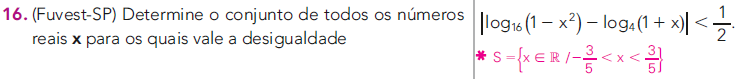 16. (Fuvest-SP) Determine o conjunto de todos os números
reais x para os quais vale a desigualdade
|log₁₆(1 − x²) − log₄(1 + x)| < 1/2.
* S = {x ∈ ℝ /−3/5 < x < 3/5}